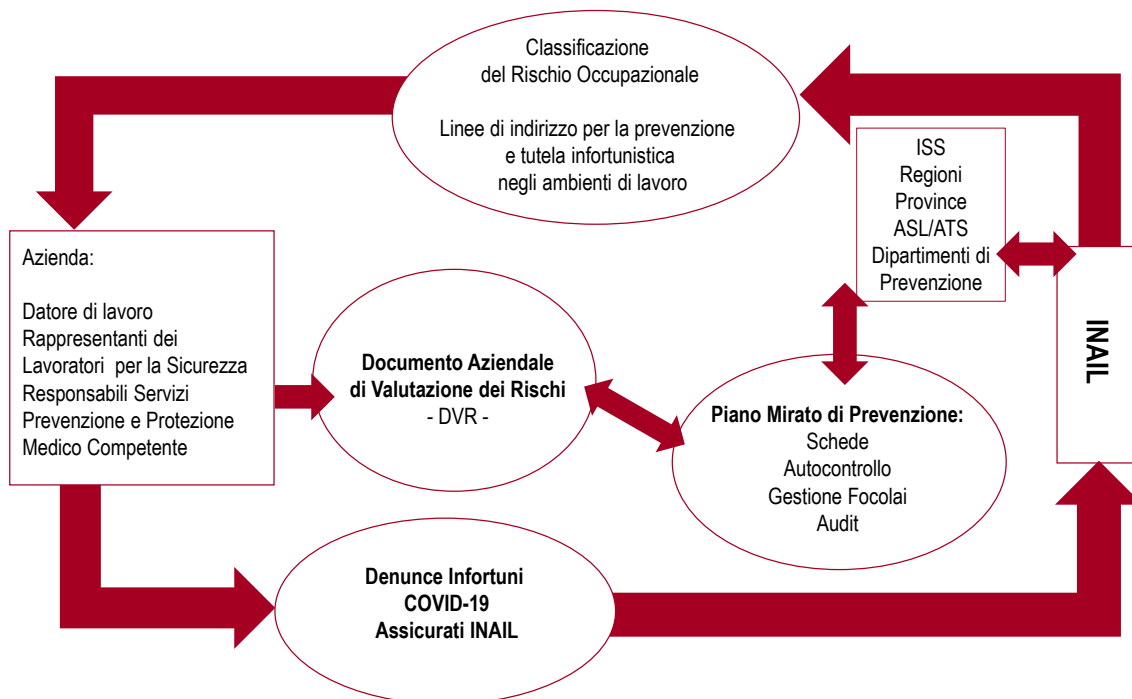 Classificazione
del Rischio Occupazionale
Linee di indirizzo per la prevenzione
e tutela infortunistica
negli ambienti di lavoro
ISS
Regioni
Province
ASL/ATS
Dipartimenti di
Prevenzione
INAIL
Azienda:
Datore di lavoro
Rappresentanti dei
Lavoratori per la Sicurezza
Responsabili Servizi
Prevenzione e Protezione
Medico Competente
Documento Aziendale
di Valutazione dei Rischi
- DVR -
Piano Mirato di Prevenzione:
Schede
Autocontrollo
Gestione Focolai
Audit
Denunce Infortuni
COVID-19
Assicurati INAIL